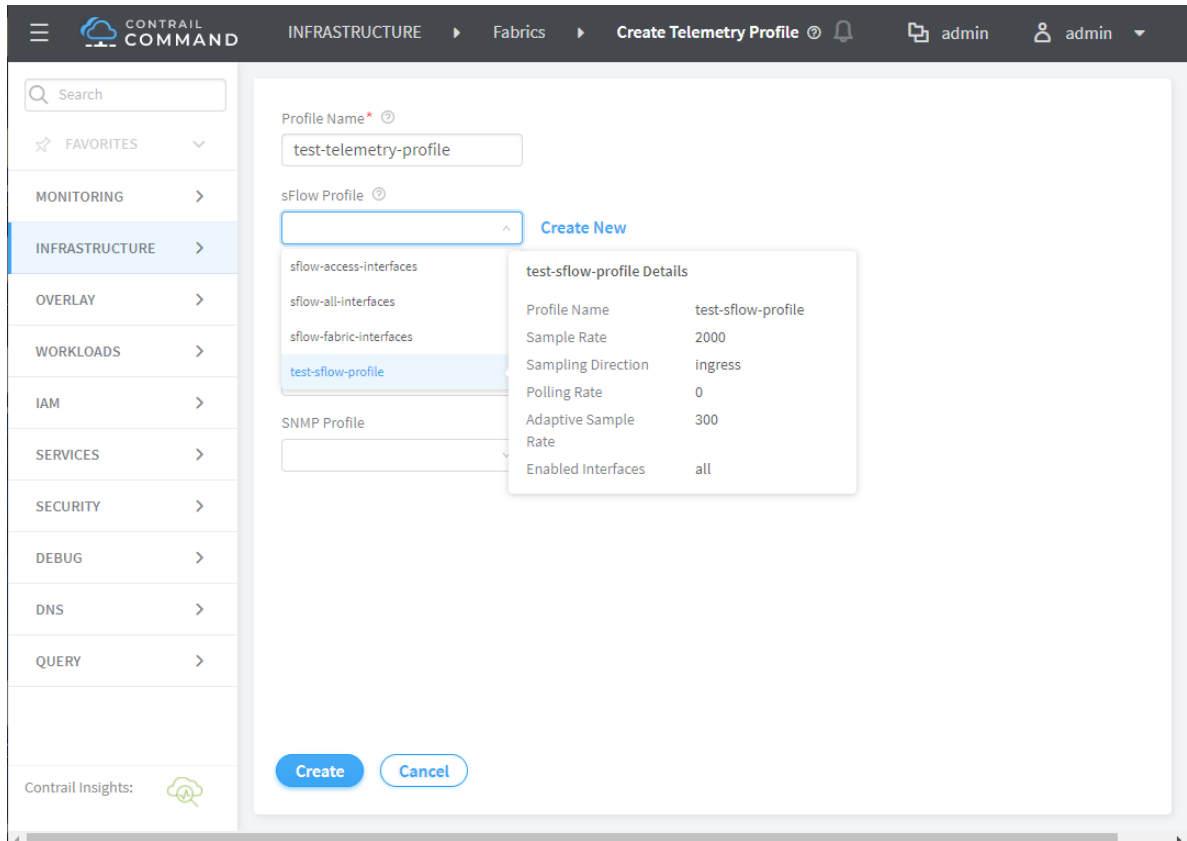 CONTRAIL
COMMAND
INFRASTRUCTURE Fabrics Create Telemetry Profile admin admin
Search
FAVORITES
MONITORING
INFRASTRUCTURE
OVERLAY
WORKLOADS
IAM
SERVICES
SECURITY
DEBUG
DNS
QUERY
Contrail Insights:
Profile Name*
test-telemetry-profile
sFlow Profile
Create New
sflow-access-interfaces
sflow-all-interfaces
sflow-fabric-interfaces
test-sflow-profile
test-sflow-profile Details
Profile Name test-sflow-profile
Sample Rate 2000
Sampling Direction ingress
Polling Rate 0
Adaptive Sample 300
Rate
Enabled Interfaces all
SNMP Profile
Create Cancel